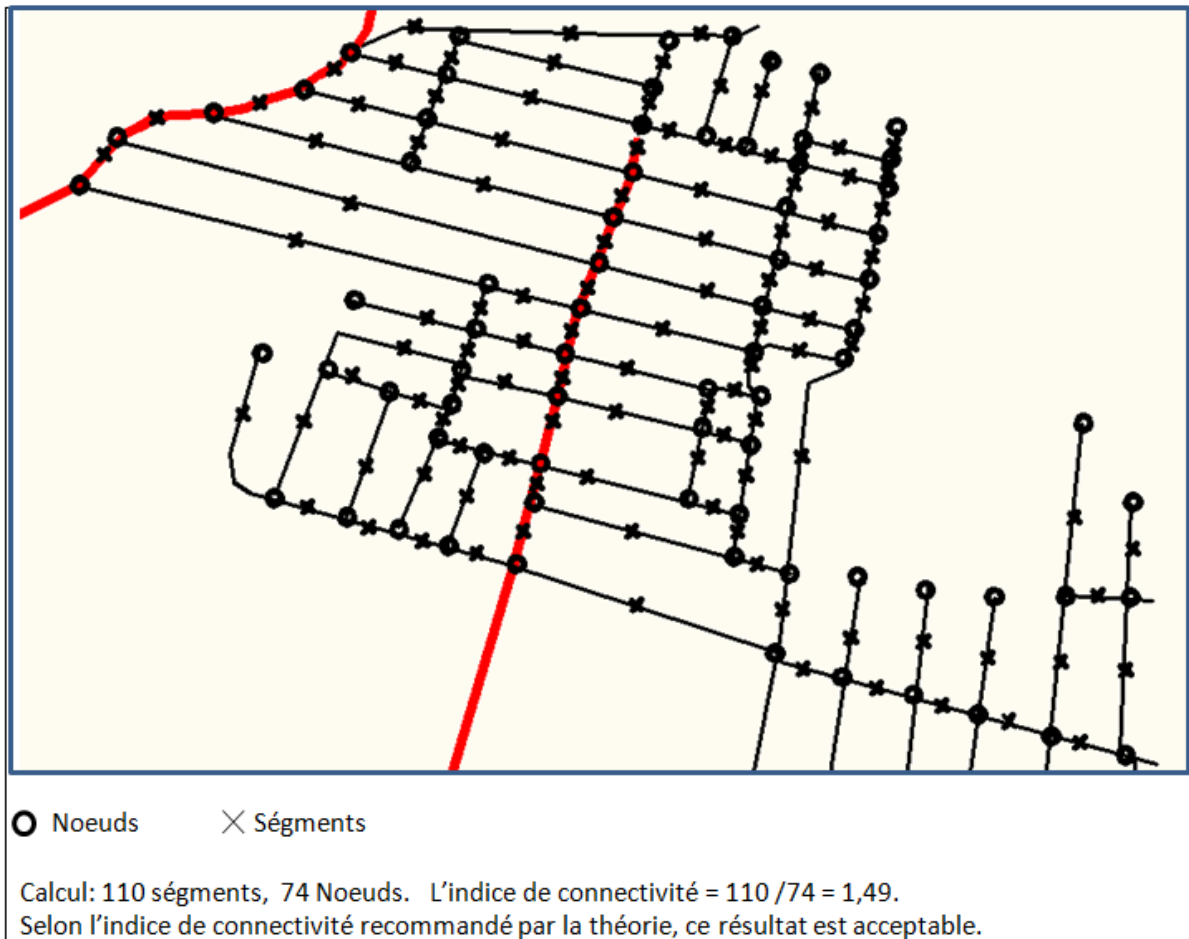 Noeuds
Ségments
Calcul: 110 ségments, 74 Noeuds. L'indice de connectivité = 110 /74 = 1,49.
Selon l'indice de connectivité recommandé par la théorie, ce résultat est acceptable.